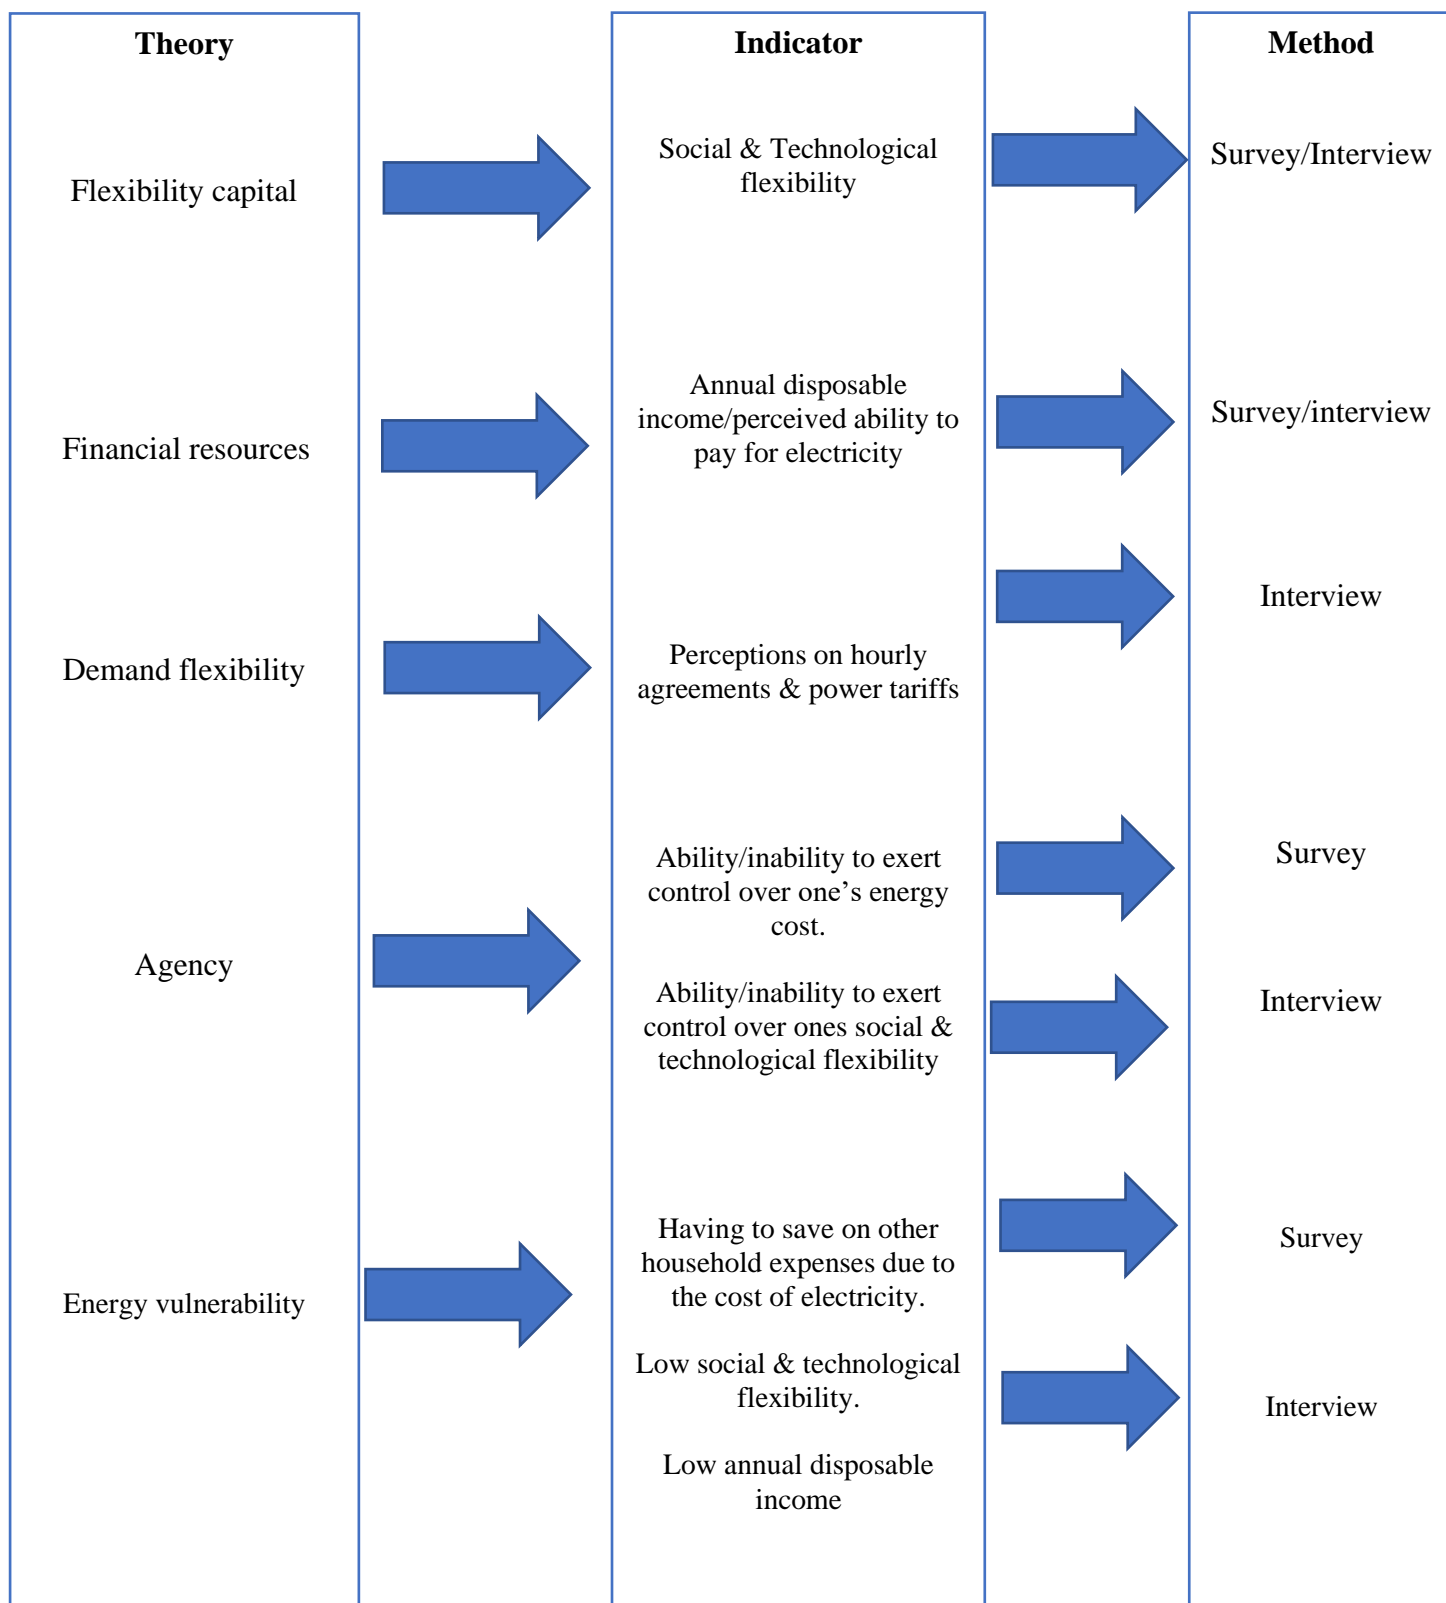 Theory
Indicator
Method
Flexibility capital
Social & Technological
flexibility
Survey/Interview
Financial resources
Annual disposable
income/perceived ability to
pay for electricity
Survey/interview
Demand flexibility
Perceptions on hourly
agreements & power tariffs
Interview
Agency
Ability/inability to exert
control over one’s energy
cost.
Survey
Ability/inability to exert
control over ones social &
technological flexibility
Interview
Energy vulnerability
Having to save on other
household expenses due to
the cost of electricity.
Survey
Low social & technological
flexibility.
Interview
Low annual disposable
income